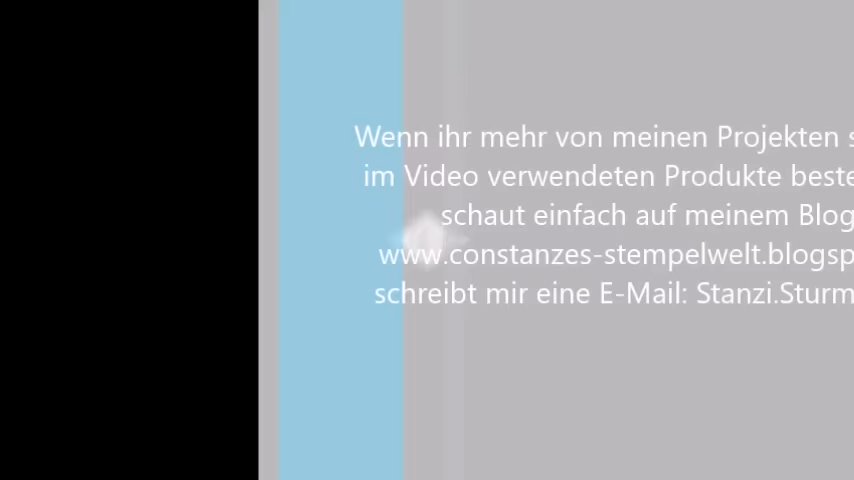 Wenn ihr mehr von meinen Projekten
im Video verwendeten Produkte
schaut einfach auf meinem Blog
www.constanzes-stempelwelt.blogsp
schreibt mir eine E-Mail: Stanzi.Sturm